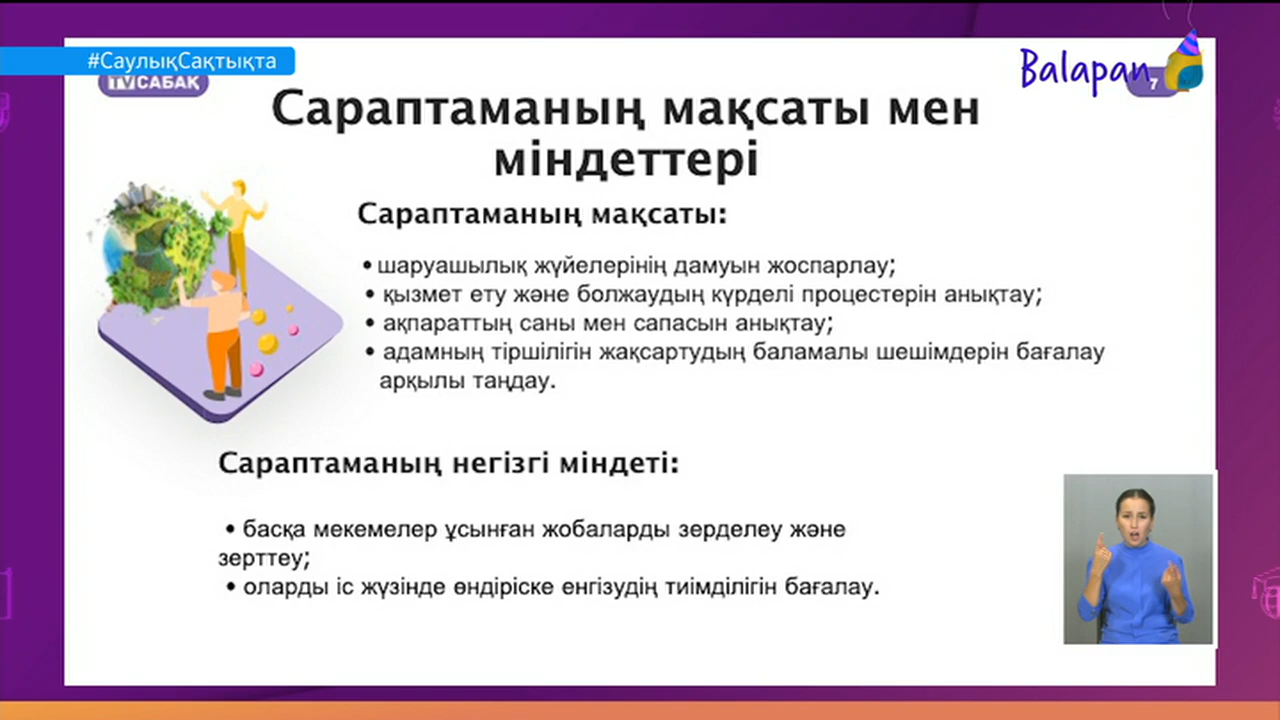 #СаулықСақтықта
TVСАБАҚ
Balapan
7
Сараптаманың мақсаты мен
міндеттері
Сараптаманың мақсаты:
• шаруашылық жүйелерінің дамуын жоспарлау;
• қызмет ету және болжаудың күрделі процестерін анықтау;
• ақпараттың саны мен сапасын анықтау;
• адамның тіршілігін жақсартудың баламалы шешімдерін бағалау
арқылы таңдау.
Сараптаманың негізгі міндеті:
• басқа мекемелер ұсынған жобаларды зерделеу және
зерттеу;
• оларды іс жүзінде өндіріске енгізудің тиімділігін бағалау.